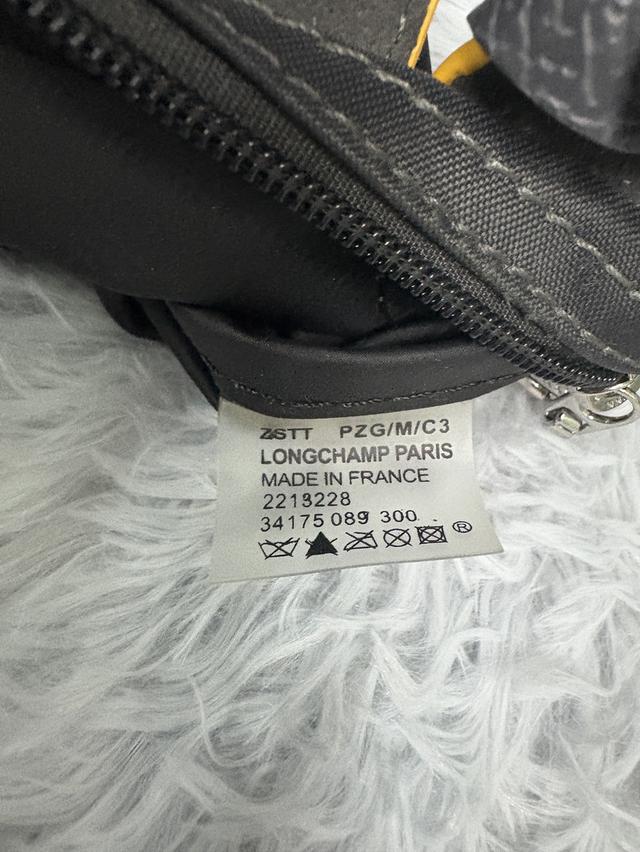 ZSTT PZG/M/C3
LONGCHAMP PARIS
MADE IN FRANCE
2213228
34175 089 300
®